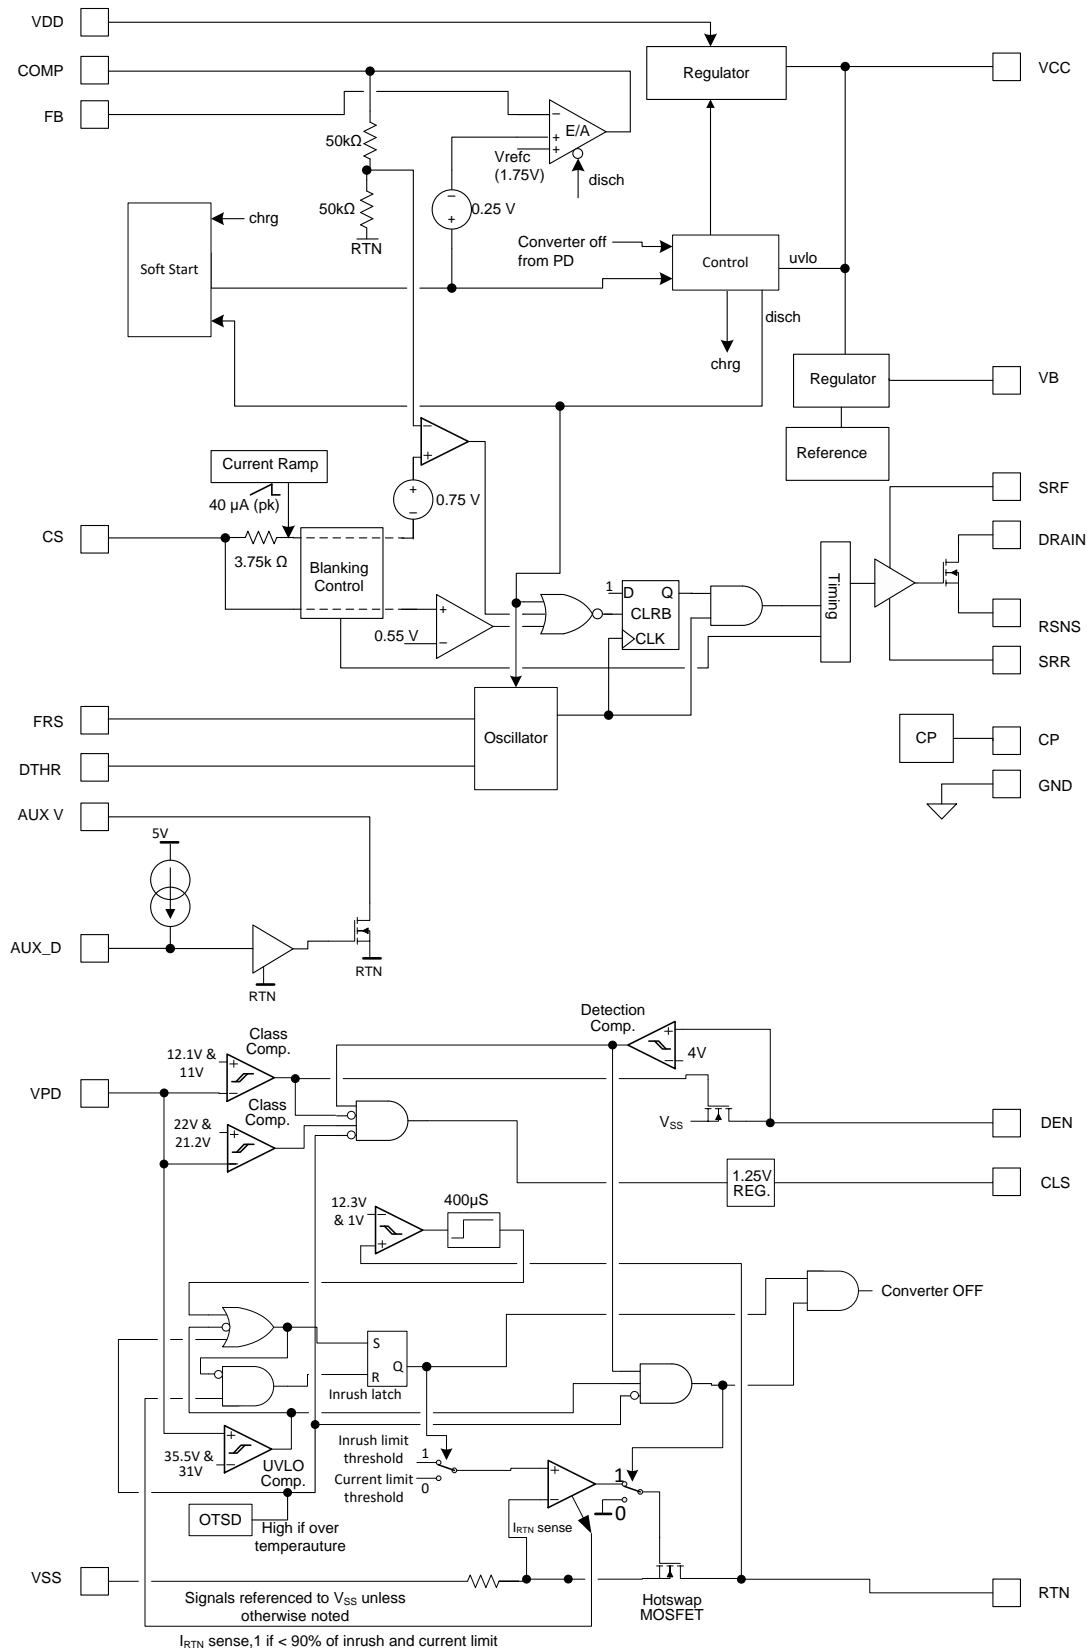 VDD
COMP
FB
Regulator
VCC
50kΩ
E/A
Vrefc
(1.75V)
disch
50kΩ
RTN
0.25 V
chrg
Soft Start
Converter off
from PD
Control
uvlo
disch
chrg
Regulator
VB
Reference
Current Ramp
40 µA (pk)
0.75 V
CS
3.75k Ω
Blanking
Control
0.55 V
1
D
Q
CLRB
CLK
Timing
SRF
DRAIN
RSNS
SRR
FRS
DTHR
Oscillator
CP
CP
GND
AUX V
5V
AUX_D
RTN
RTN
Detection
Comp.
4V
Class
Comp.
12.1V &
11V
VPD
Class
Comp.
22V &
21.2V
VSS
DEN
1.25V
REG.
CLS
12.3V
& 1V
400µS
Converter OFF
S
Q
R
Inrush latch
35.5V &
31V
UVLO
Comp.
Inrush limit
threshold
1
Current limit
threshold
0
1
0
OTSD
High if over
temperauture
IRTN sense
VSS
Signals referenced to VSS unless
otherwise noted
Hotswap
MOSFET
RTN
IRTN sense,1 if < 90% of inrush and current limit